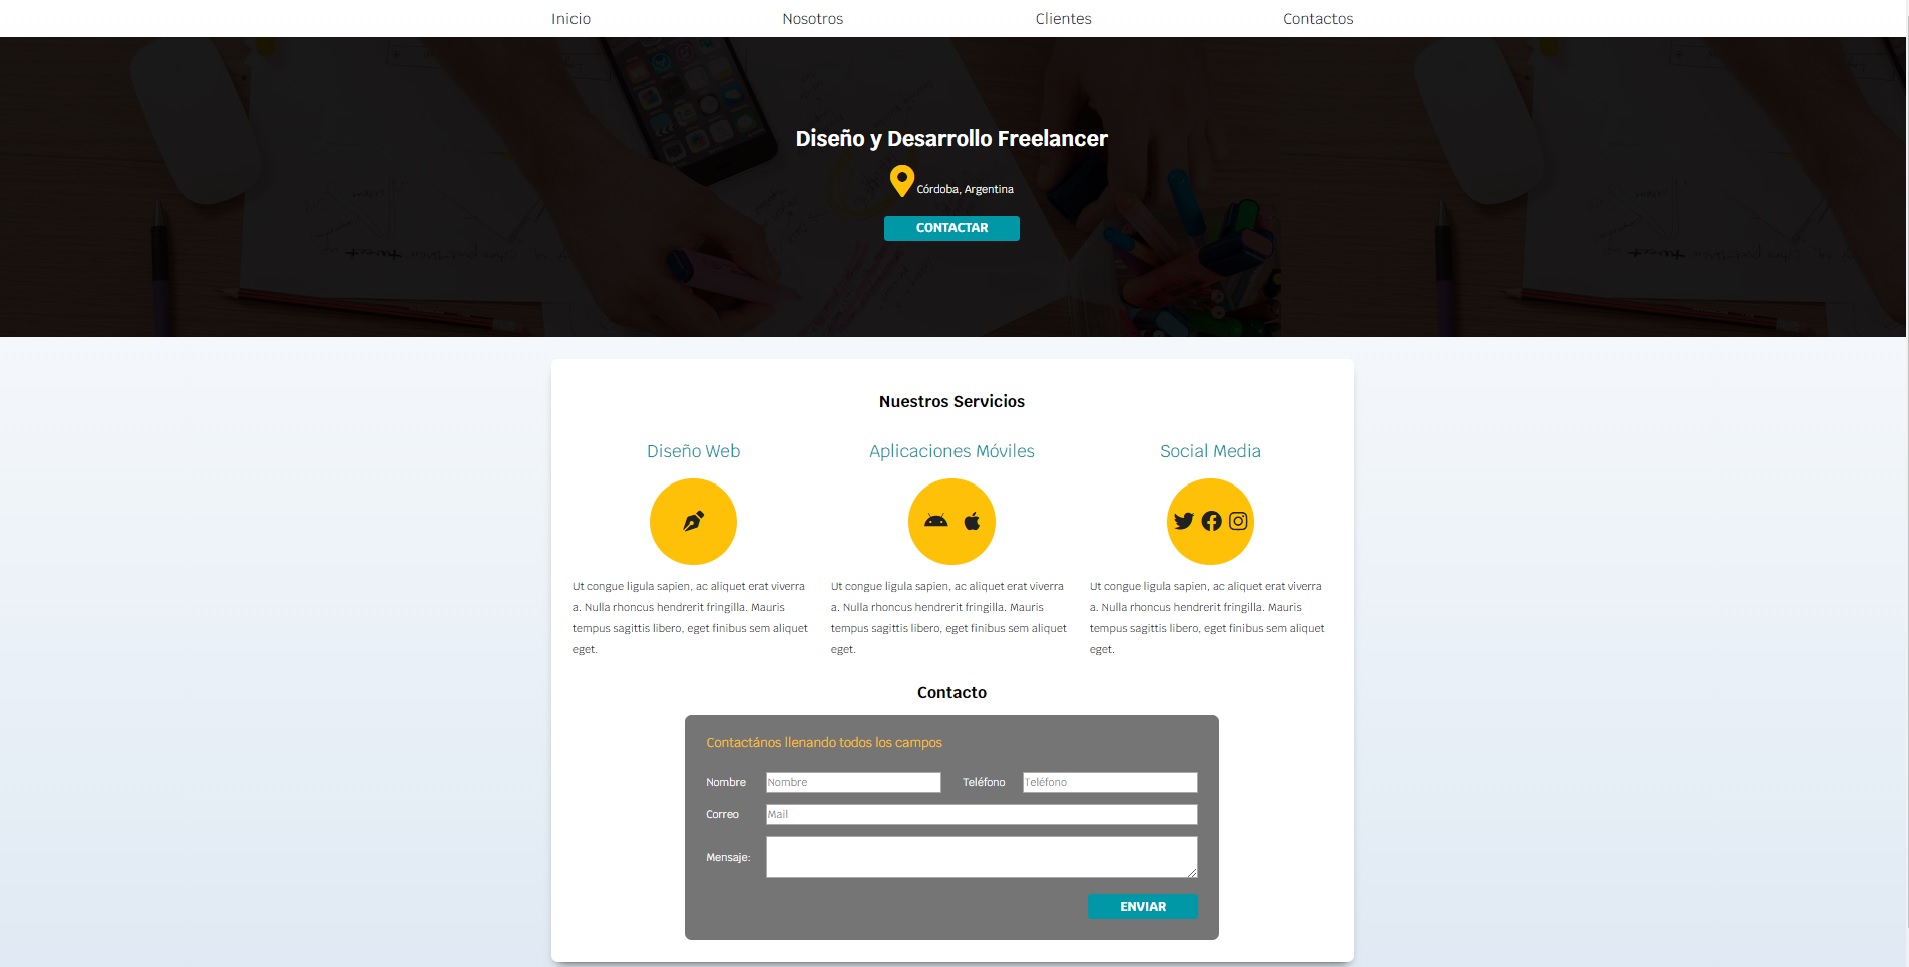 Inicio Nosotros Clientes Contactos
Diseño y Desarrollo Freelancer
Córdoba, Argentina
CONTACTAR
Nuestros Servicios
Diseño Web
Ut congue ligula sapien, ac aliquet erat viverra
a. Nulla rhoncus hendrerit fringilla. Mauris
tempus sagittis libero, eget finibus sem aliquet
eget.
Aplicaciones Móviles
Ut congue ligula sapien, ac aliquet erat viverra
a. Nulla rhoncus hendrerit fringilla. Mauris
tempus sagittis libero, eget finibus sem aliquet
eget.
Social Media
Ut congue ligula sapien, ac aliquet erat viverra
a. Nulla rhoncus hendrerit fringilla. Mauris
tempus sagittis libero, eget finibus sem aliquet
eget.
Contacto
Contactános llenando todos los campos
Nombre Nombre Teléfono Teléfono
Correo Mail
Mensaje:
ENVIAR